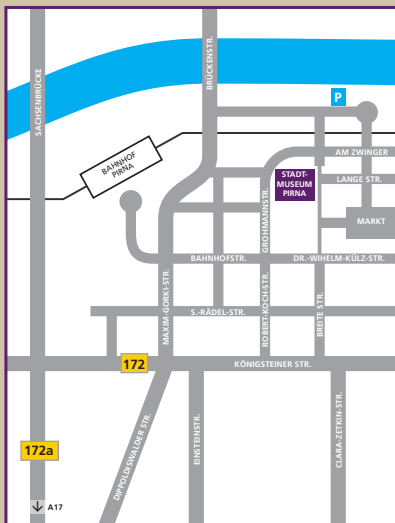 SACHSENBRÜCKE
BRÜCKENSTR.
P
BAHNHOF
PIRNA
AM ZWINGER
STADT-
MUSEUM
PIRNA
LANGE STR.
GROHMANNSTR.
MARKT
BAHNHOFSTR.
DR.-WIHELM-KÜLZ-STR.
MAXIM-GORKI-STR.
ROBERT-KOCH-STR.
BREITE STR.
S.-RÄDEL-STR.
172
KÖNIGSTEINER STR.
DIPPOLDISWALDER STR.
EINSTEINSTR.
CLARA-ZETKIN-STR.
172a
A17